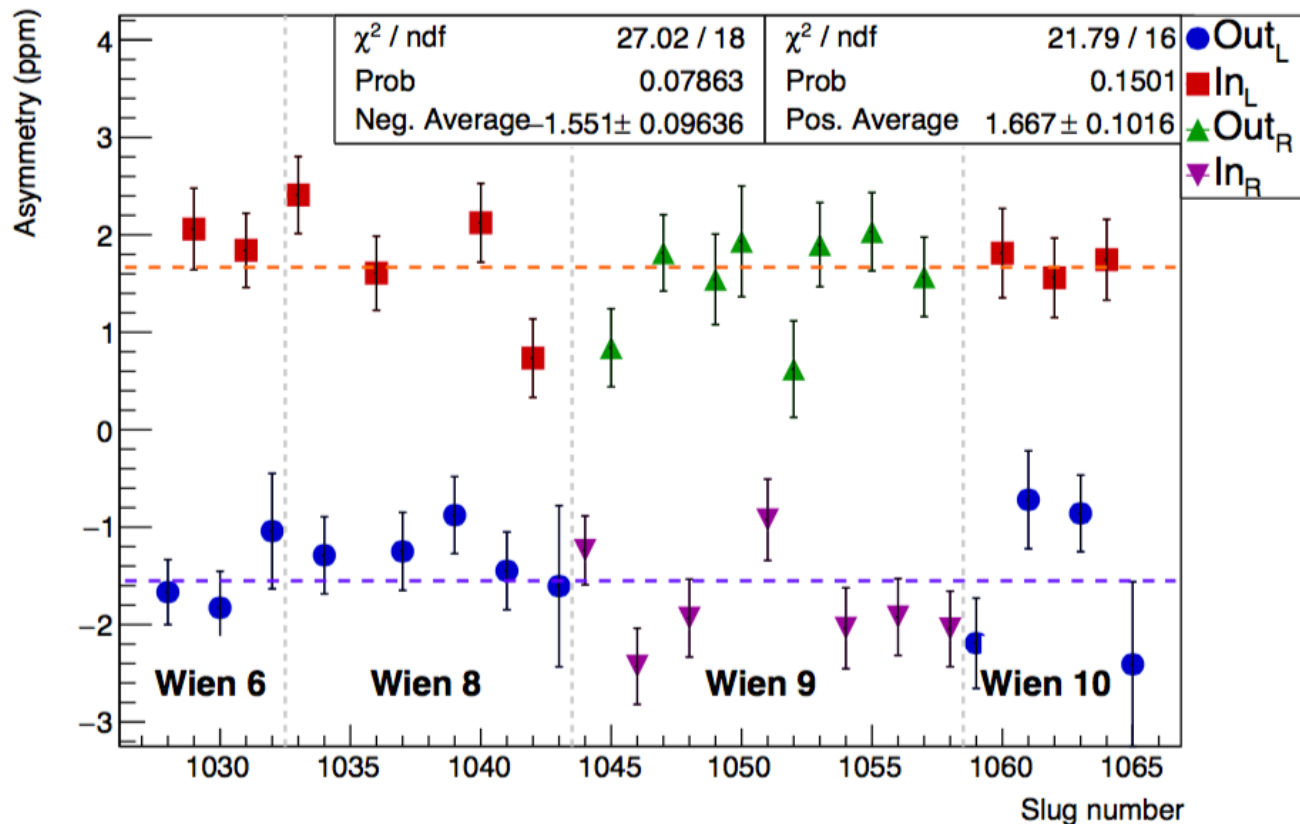 Asymmetry (ppm)
χ² / ndf 27.02 / 18
Prob 0.07863
Neg. Average −1.551± 0.09636
χ² / ndf 21.79 / 16
Prob 0.1501
Pos. Average 1.667± 0.1016
Out_L
In_L
Out_R
In_R
4
3
2
1
0
−1
−2
−3
Wien 6 Wien 8 Wien 9 Wien 10
1030 1035 1040 1045 1050 1055 1060 1065
Slug number